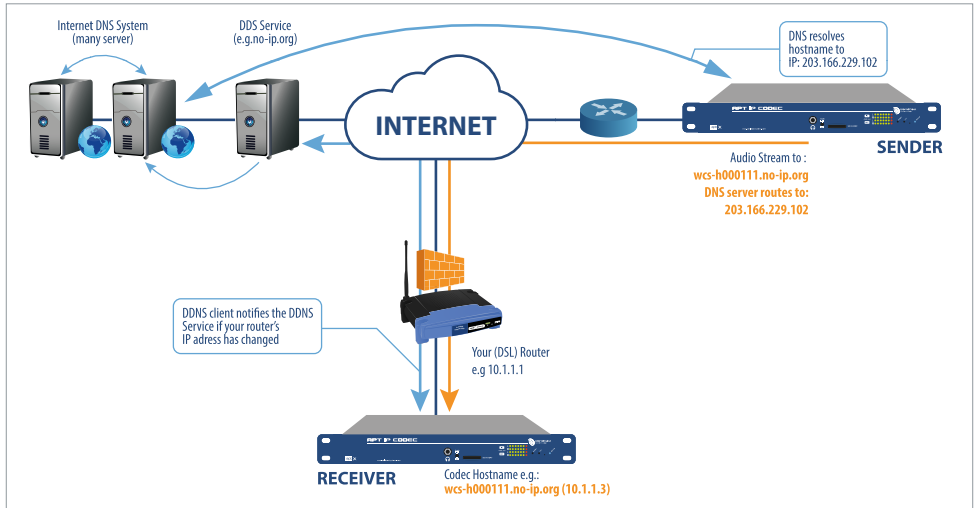 Internet DNS System
(many server)
DDS Service
(e.g.no-ip.org)
DNS resolves
hostname to
IP: 203.166.229.102
INTERNET
APT IP CODEC
SENDER
Audio Stream to :
wcs-h000111.no-ip.org
DNS server routes to:
203.166.229.102
DDNS client notifies the DDNS
Service if your router's
IP adress has changed
Your (DSL) Router
e.g 10.1.1.1
APT IP CODEC
RECEIVER
Codec Hostname e.g.:
wcs-h000111.no-ip.org (10.1.1.3)